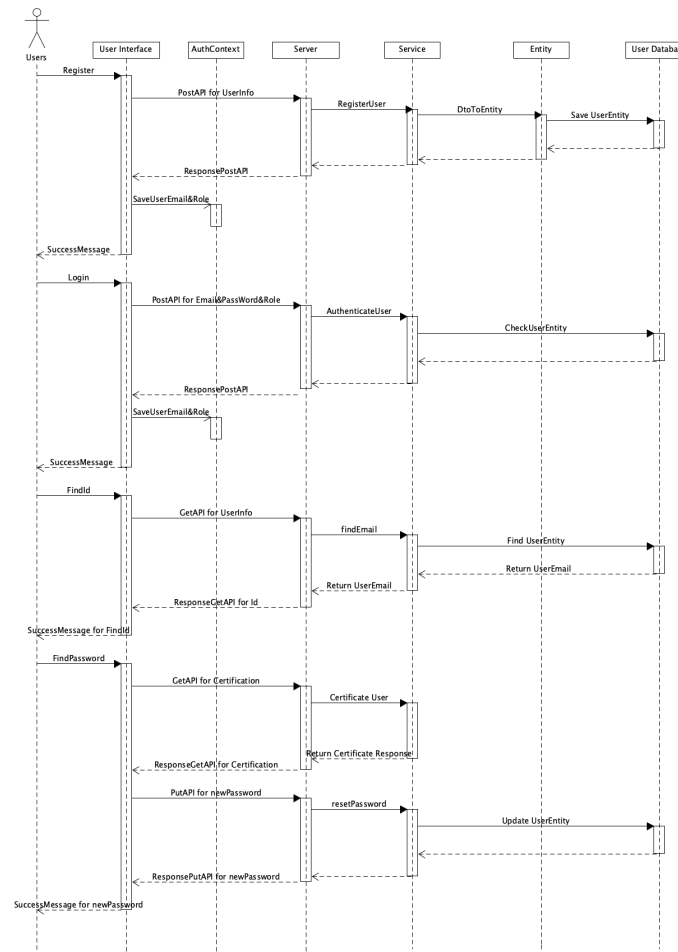 Users
User Interface
AuthContext
Server
Service
Entity
User Databa
Register
PostAPI for UserInfo
RegisterUser
DtoToEntity
Save UserEntity
ResponsePostAPI
SaveUserEmail&Role
SuccessMessage
Login
PostAPI for Email&PassWord&Role
AuthenticateUser
CheckUserEntity
ResponsePostAPI
SaveUserEmail&Role
SuccessMessage
FindId
GetAPI for UserInfo
findEmail
Find UserEntity
Return UserEmail
Return UserEmail
ResponseGetAPI for Id
SuccessMessage for FindId
FindPassword
GetAPI for Certification
Certificate User
Return Certificate Response
ResponseGetAPI for Certification
PutAPI for newPassword
resetPassword
Update UserEntity
ResponsePutAPI for newPassword
SuccessMessage for newPassword